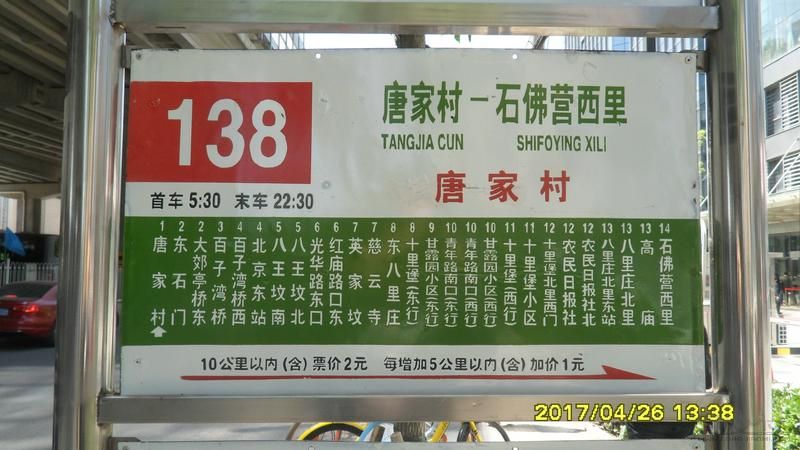 138
唐家村－石佛营西里
TANGJIA CUN SHIFOYING XILI
唐家村
首车 5:30 末车 22:30
1 2 2 3 4 4 5 5 6 6 7 7 8 8 9 9 10 10 10 11 11 12 12 12 13 13 13 14
唐家村
东石门
大郊亭桥东
百子湾桥
百子湾桥西
北京东站
八王坟南
八王坟北
光华路东口
红庙路口东
英家坟
慈云寺
东八里庄
十里堡(东行)
甘露园小区(东行)
青年路南口(东行)
青年路南口(西行)
甘露园小区(西行)
十里堡(西行)
十里堡小区
十里堡北里西门
农民日报社
农民日报社北
八里庄北里东站
八里庄北里
高庙
石佛营西里
10公里以内(含)票价2元 每增加5公里以内(含)加价1元
2017/04/26 13:38